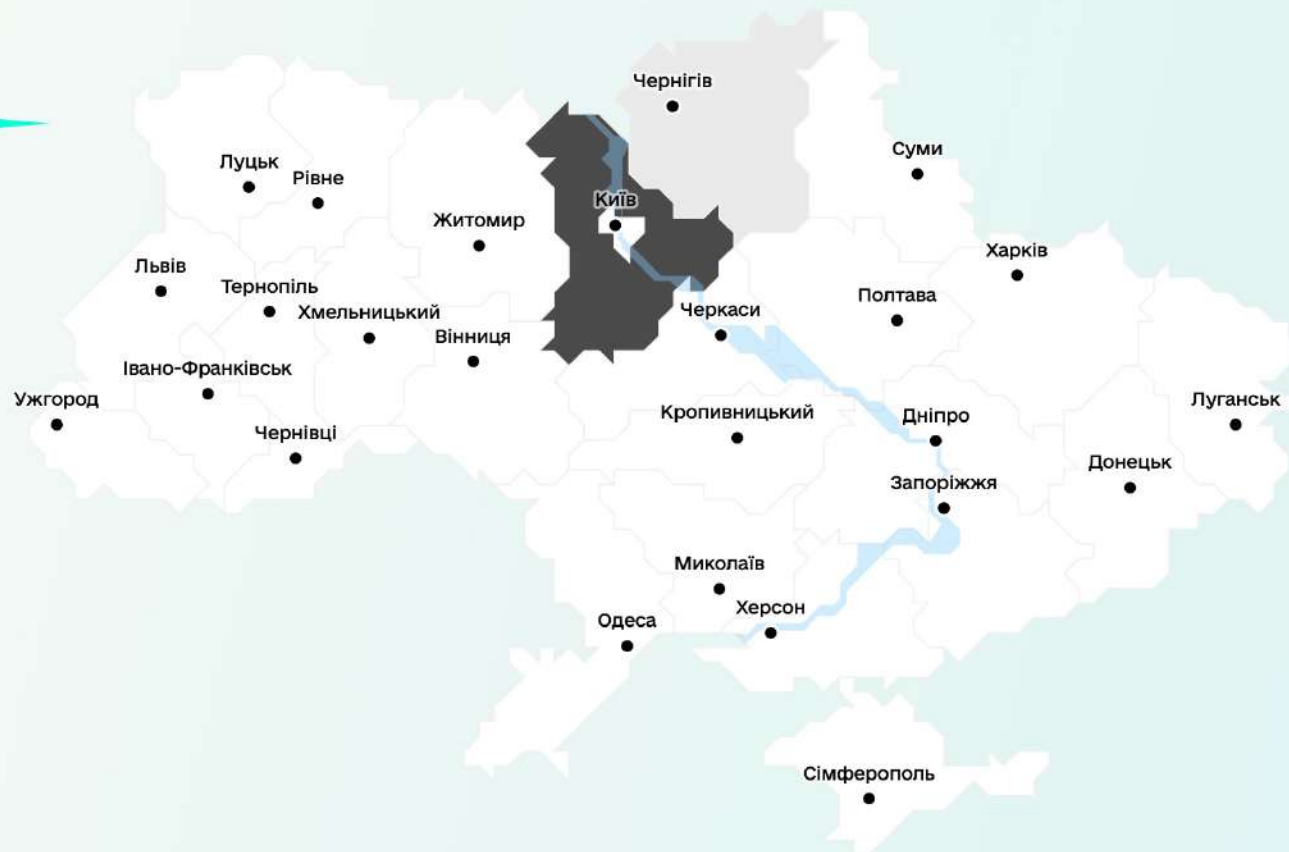 Чернігів
Суми
Луцьк
Рівне
Київ
Житомир
Харків
Львів
Тернопіль
Полтава
Хмельницький
Черкаси
Вінниця
Івано-Франківськ
Ужгород
Луганськ
Кропивницький
Дніпро
Чернівці
Донецьк
Запоріжжя
Миколаїв
Херсон
Одеса
Сімферополь